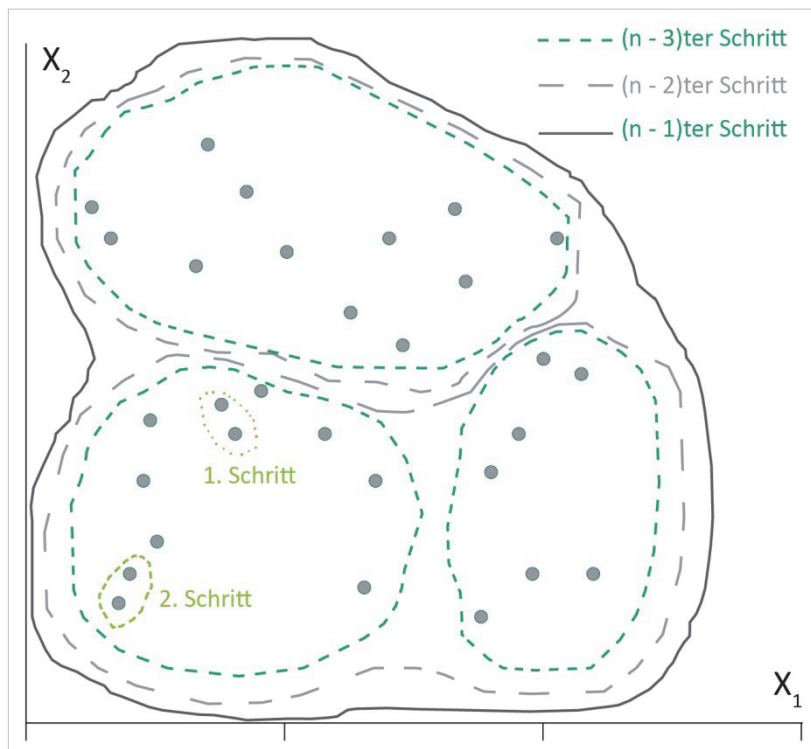 X₂
(n - 3)ter Schritt
(n - 2)ter Schritt
(n - 1)ter Schritt
1. Schritt
2. Schritt
X₁